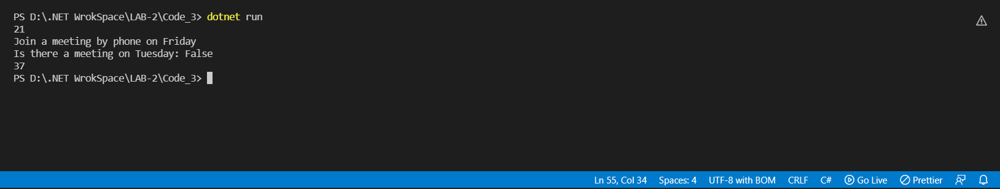 PS D:\.NET WrokSpace\LAB-2\Code_3> dotnet run
21
Join a meeting by phone on Friday
Is there a meeting on Tuesday: False
37
PS D:\.NET WrokSpace\LAB-2\Code_3>
Ln 55, Col 34 Spaces: 4 UTF-8 with BOM CRLF C# Go Live Prettier